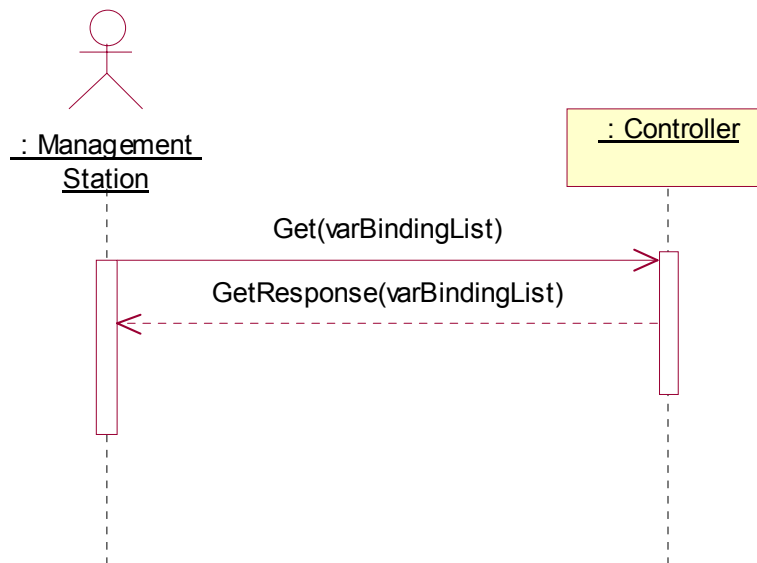 : Management
Station
: Controller
Get(varBindingList)
GetResponse(varBindingList)